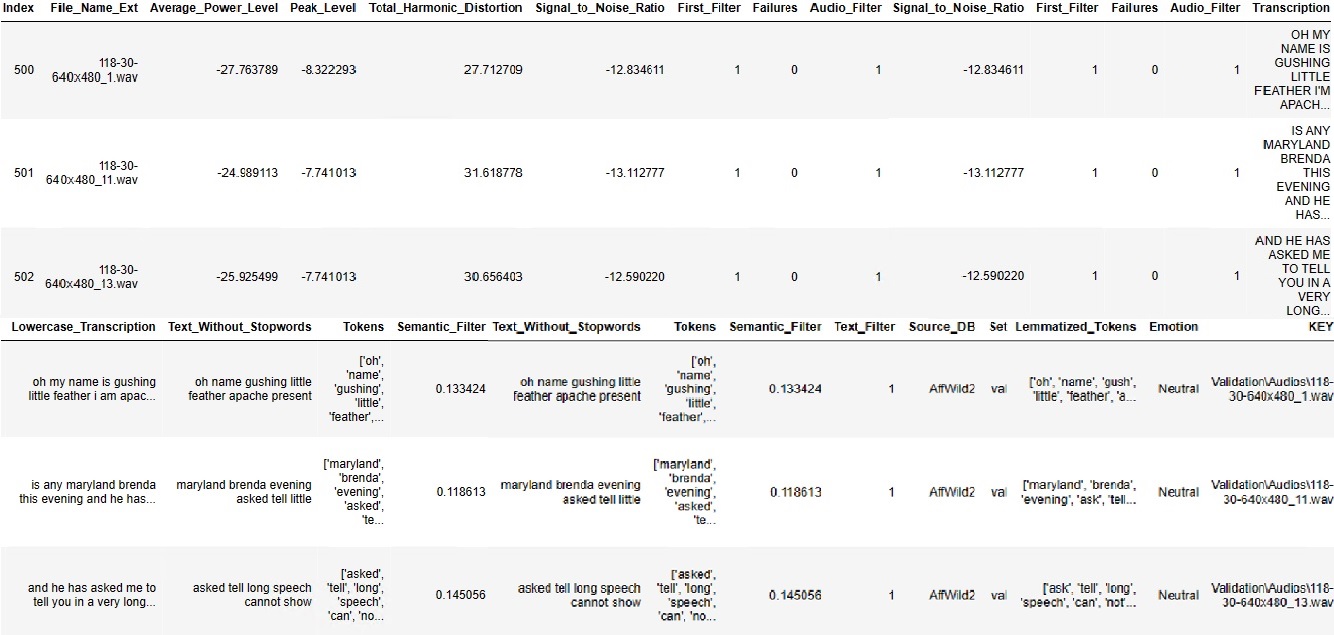 Index File_Name_Ext Average_Power_Level Peak_Level Total_Harmonic_Distortion Signal_to_Noise_Ratio First_Filter Failures Audio_Filter Signal_to_Noise_Ratio First_Filter Failures Audio_Filter Transcription
500 118-30-640x480_1.wav -27.763789 -8.322293 27.712709 -12.834611 1 0 1 -12.834611 1 0 1 OH MY NAME IS GUSHING LITTLE FEATHER I'M APACH...
501 118-30-640x480_11.wav -24.989113 -7.741013 31.618778 -13.112777 1 0 1 -13.112777 1 0 1 IS ANY MARYLAND BRENDA THIS EVENING AND HE HAS...
502 118-30-640x480_13.wav -25.925499 -7.741013 30.656403 -12.590220 1 0 1 -12.590220 1 0 1 AND HE HAS ASKED ME TO TELL YOU IN A VERY LONG...
Lowercase_Transcription Text_Without_Stopwords Tokens Semantic_Filter Text_Without_Stopwords Tokens Semantic_Filter Text_Filter Source_DB Set Lemmatized_Tokens Emotion KEY
oh my name is gushing little feather i am apac... oh name gushing little feather apache present ['oh', 'name', 'gushing', 'little', 'feather',... 0.133424 oh name gushing little feather apache present ['oh', 'name', 'gushing', 'little', 'feather',... 0.133424 1 AffWild2 val ['oh', 'name', 'gush', 'little', 'feather', 'a... Neutral Validation\Audios\118-30-640x480_1.wav
is any maryland brenda this evening and he has... maryland brenda evening asked tell little ['maryland', 'brenda', 'evening', 'asked', 'te... 0.118613 maryland brenda evening asked tell little ['maryland', 'brenda', 'evening', 'asked', 'te... 0.118613 1 AffWild2 val ['maryland', 'brenda', 'evening', 'ask', 'tell... Neutral Validation\Audios\118-30-640x480_11.wav
and he has asked me to tell you in a very long... asked tell long speech cannot show ['asked', 'tell', 'long', 'speech', 'can', 'no... 0.145056 asked tell long speech cannot show ['asked', 'tell', 'long', 'speech', 'can', 'no... 0.145056 1 AffWild2 val ['ask', 'tell', 'long', 'speech', 'can', 'not'... Neutral Validation\Audios\118-30-640x480_13.wav